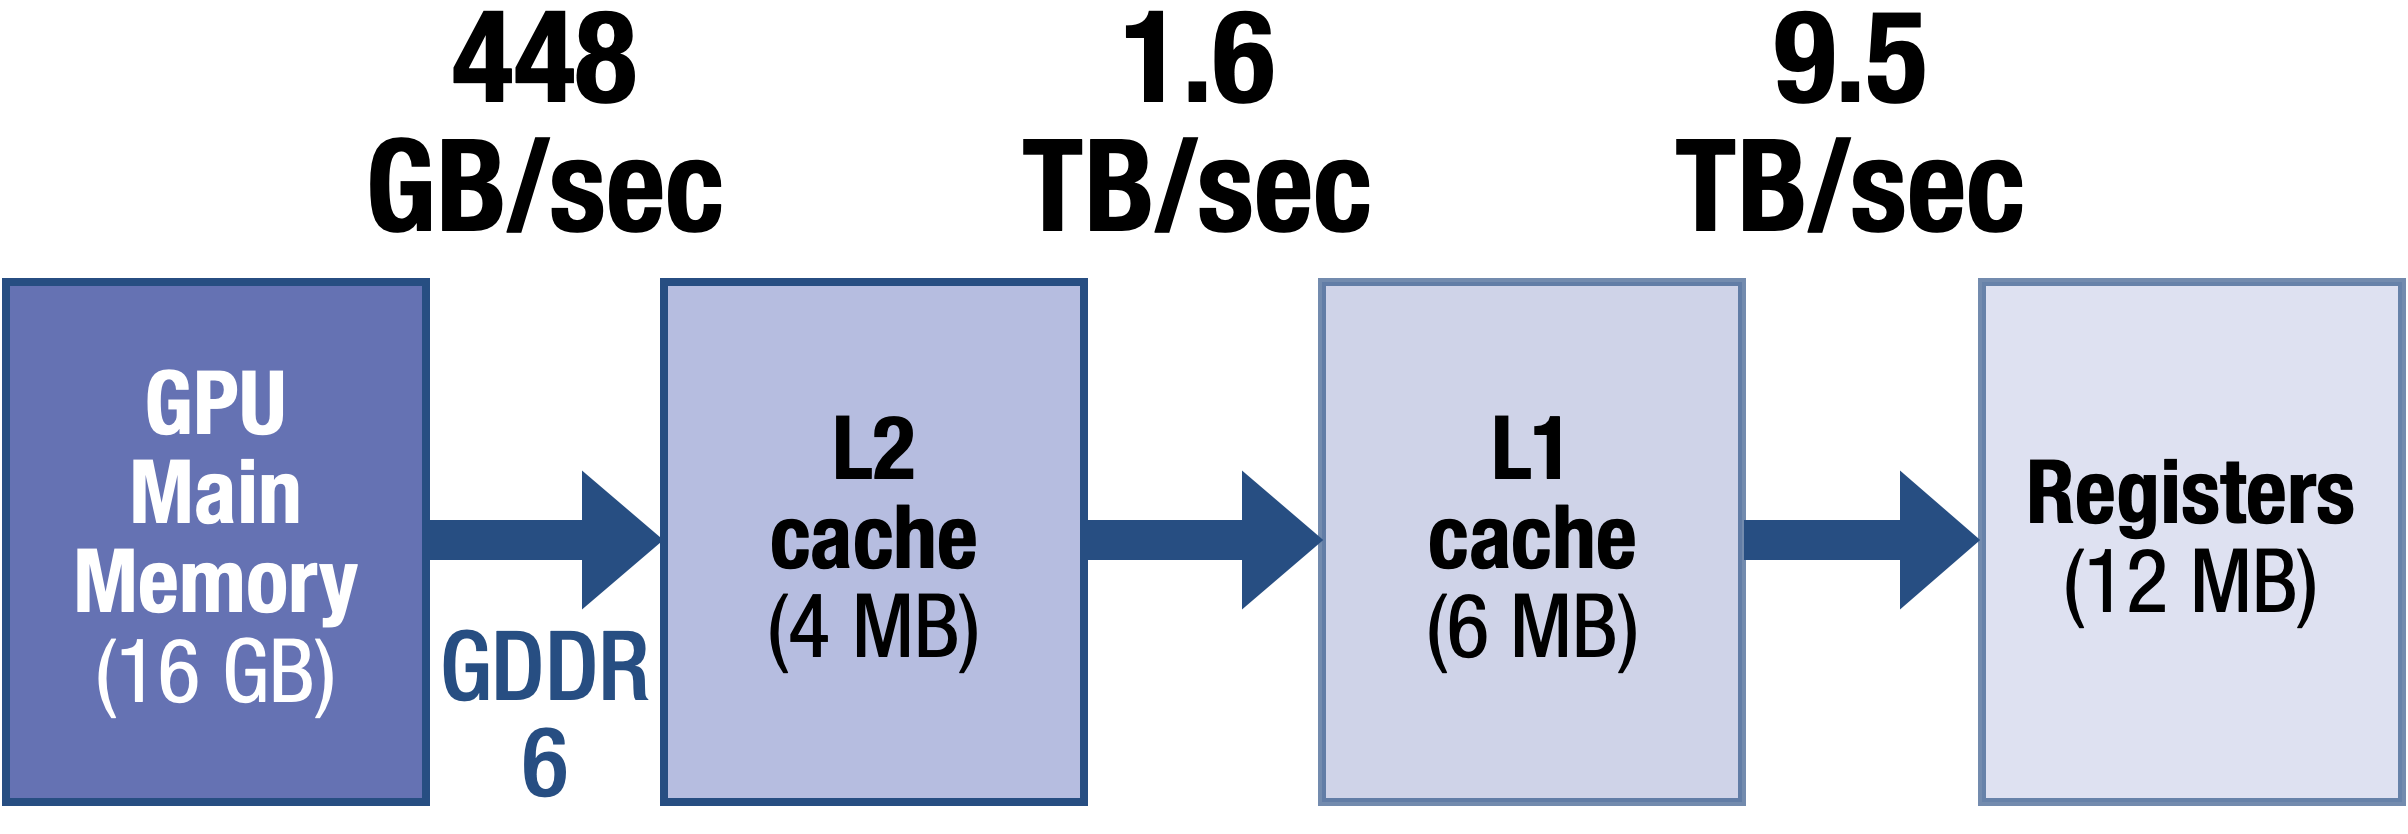 448
GB/sec
1.6
TB/sec
9.5
TB/sec
GPU
Main
Memory
(16 GB)
GDDR
6
L2
cache
(4 MB)
L1
cache
(6 MB)
Registers
(12 MB)